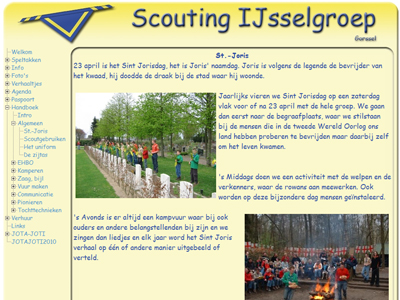 Scouting IJsselgroep
Gorssel
Welkom
Speltakken
Info
Foto's
Verhaaltjes
Agenda
Paspoort
Handboek
Intro
Algemeen
St.-Joris
Scoutgebruiken
Het uniform
De zijtas
EHBO
Kamperen
Zaag, bijl
Vuur maken
Communicatie
Pionieren
Tochttechnieken
Verhuur
Links
JOTA-JOTI
JOTAJOTI2010
St.-Joris
23 april is het Sint Jorisdag, het is Joris' naamdag. Joris is volgens de legende de bevrijder van
het kwaad, hij doodde de draak bij de stad waar hij woonde.
Jaarlijks vieren we Sint Jorisdag op een zaterdag
vlak voor of na 23 april met de hele groep. We gaan
dan eerst naar de begraafplaats, waar we stilstaan
bij de mensen die in de tweede Wereld Oorlog ons
land hebben proberen te bevrijden maar daarbij zelf
om het leven kwamen.
's Middags doen we een activiteit met de welpen en de
verkenners, waar de rowans aan meewerken. Ook
worden op deze bijzondere dag mensen geïnstalleerd.
's Avonds is er altijd een kampvuur waar bij ook
ouders en andere belangstellenden bij zijn en we
zingen dan liedjes en elk jaar word het Sint Joris
verhaal op één of andere manier uitgebeeld of
verteld.